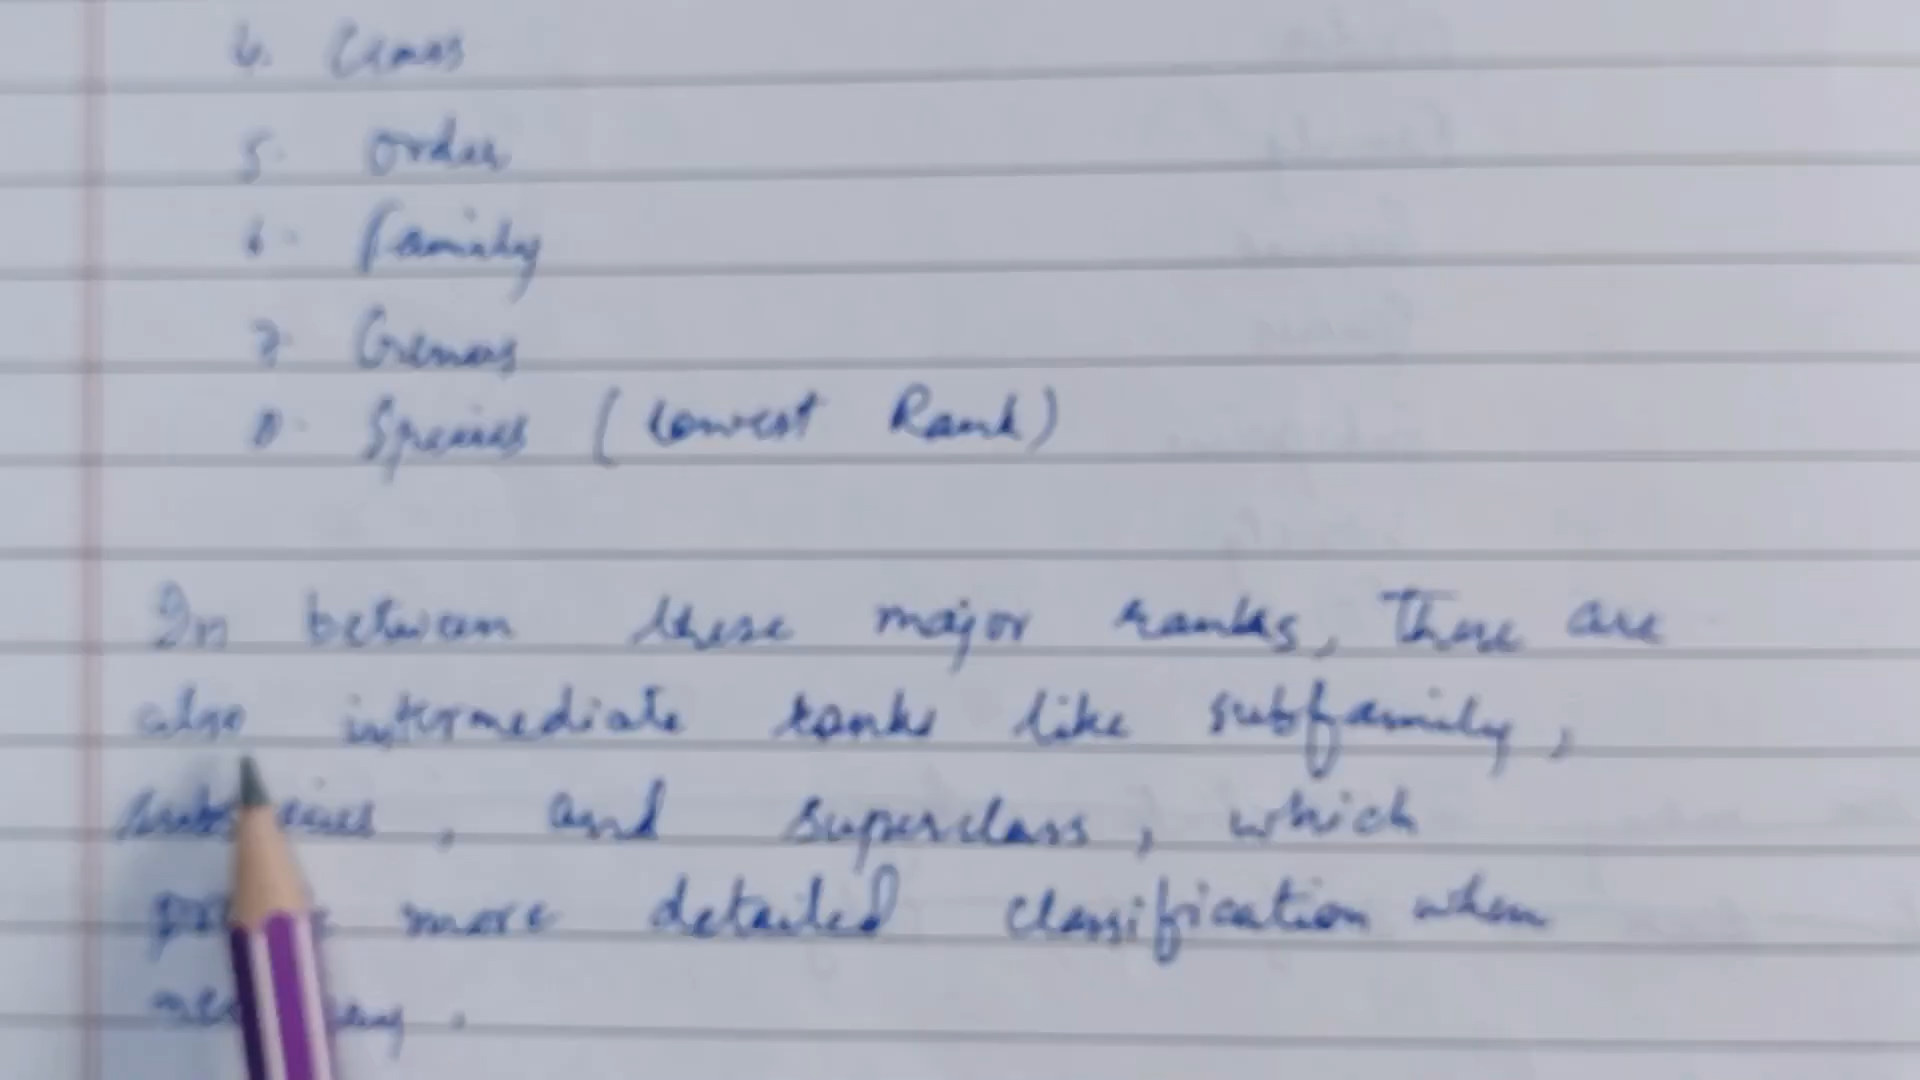 4. Class
5. Order
6. Family
7. Genus
8. Species (Lowest Rank)
In between these major ranks, There are
also intermediate ranks like subfamily,
, and superclass, which
more detailed classification when
.